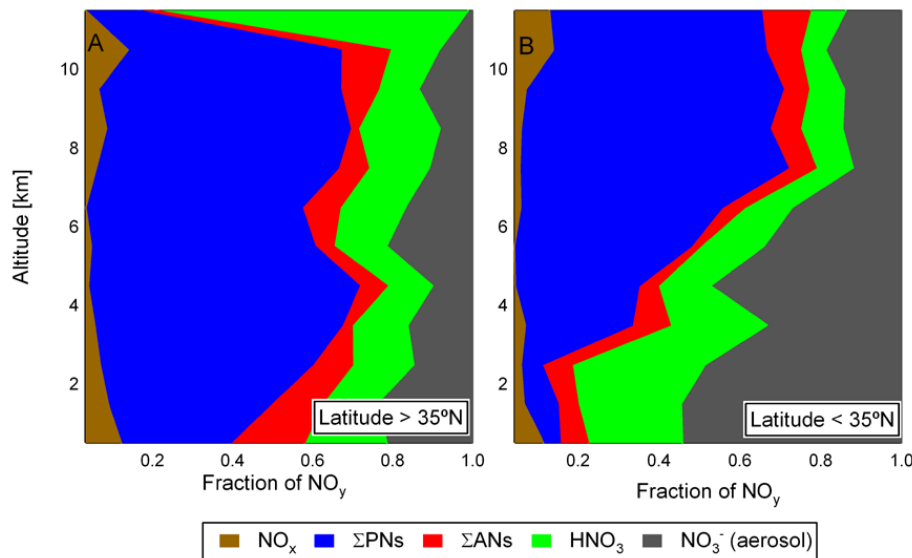 A
B
10
8
6
4
2
Altitude [km]
Latitude > 35ºN
0.2
0.4
0.6
0.8
1.0
Fraction of NOy
10
8
6
4
2
Latitude < 35ºN
0.2
0.4
0.6
0.8
1.0
Fraction of NOy
NOx ΣPNs ΣANs HNO3 NO3- (aerosol)